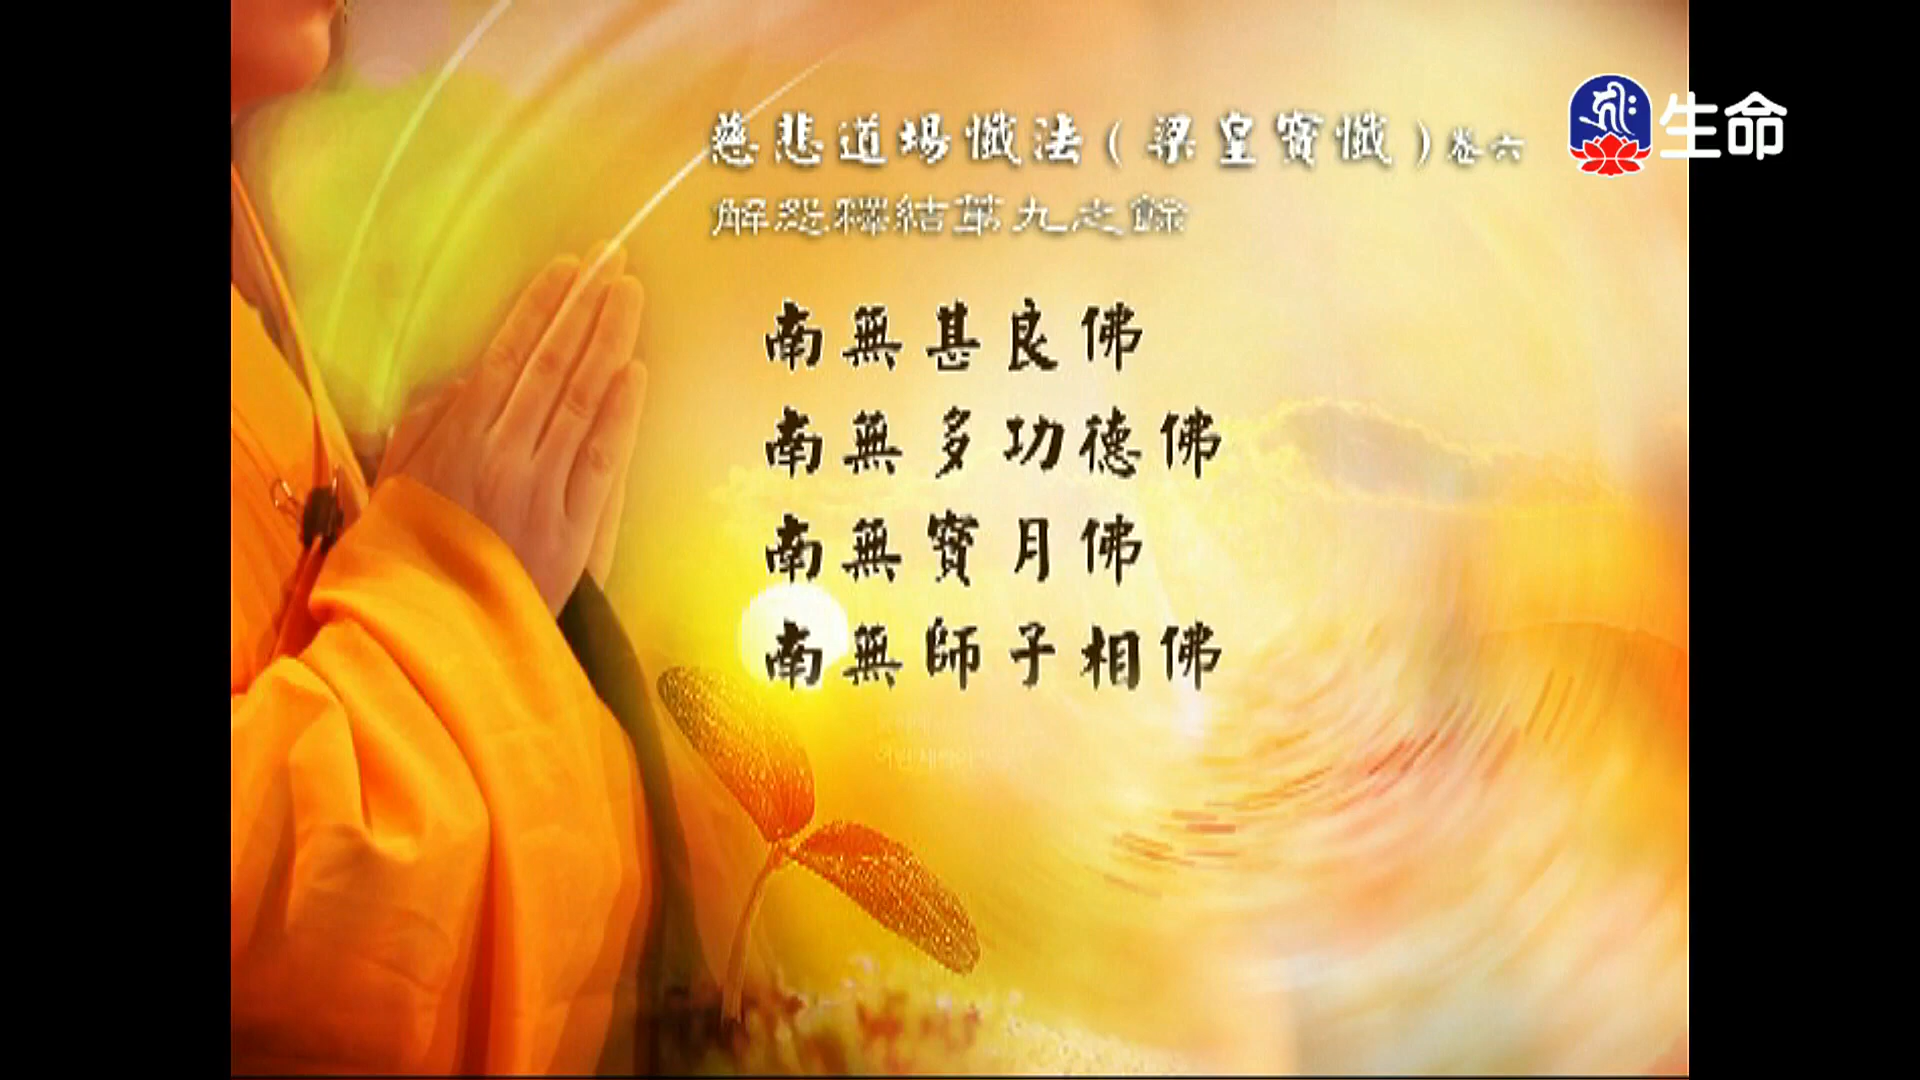 慈悲道場懺法(梁皇寶懺)卷六
生命
解怨釋結第九之餘
南無甚良佛
南無多功德佛
南無寶月佛
南無師子相佛